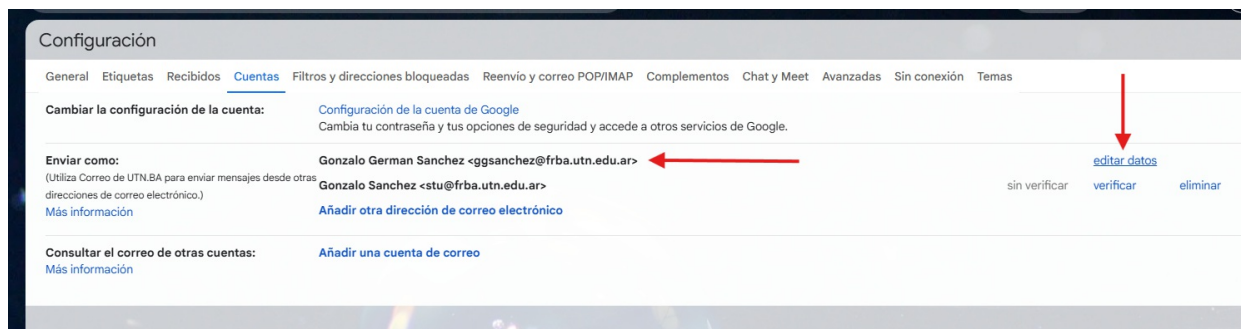 Configuración
General Etiquetas Recibidos Cuentas Filtros y direcciones bloqueadas Reenvío y correo POP/IMAP Complementos Chat y Meet Avanzadas Sin conexión Temas
Cambiar la configuración de la cuenta:
Configuración de la cuenta de Google
Cambia tu contraseña y tus opciones de seguridad y accede a otros servicios de Google.
Enviar como:
(Utiliza Correo de UTN.BA para enviar mensajes desde otras
direcciones de correo electrónico.)
Más información
Gonzalo German Sanchez <ggsanchez@frba.utn.edu.ar>
editar datos
Gonzalo Sanchez <stu@frba.utn.edu.ar>
sin verificar verificar eliminar
Añadir otra dirección de correo electrónico
Consultar el correo de otras cuentas:
Más información
Añadir una cuenta de correo